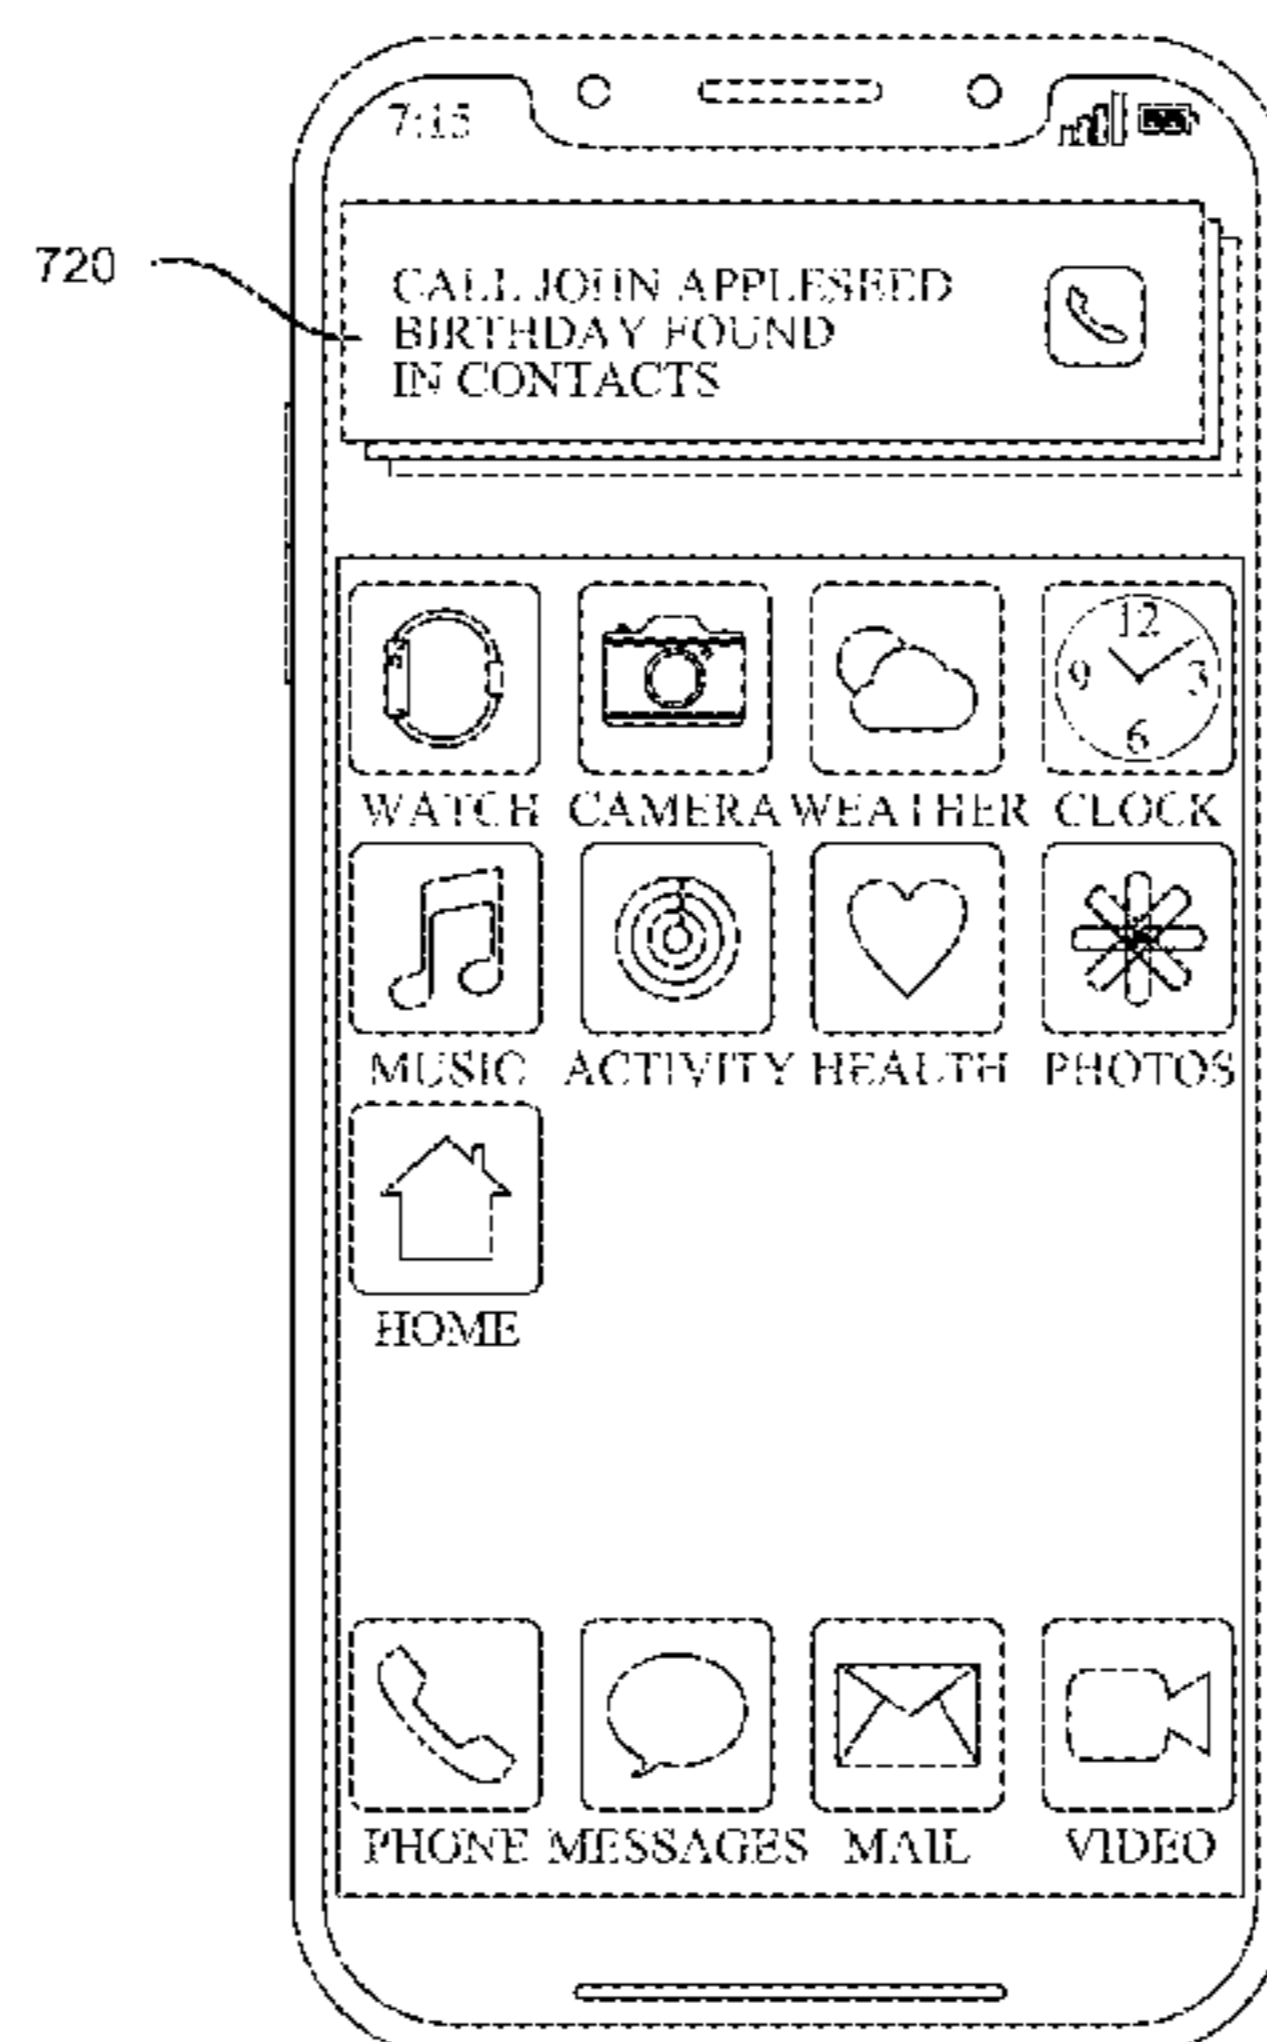 7:15
720
CALL JOHN APPLESEED
BIRTHDAY FOUND
IN CONTACTS
12
9 3
6
WATCH CAMERA WEATHER CLOCK
MUSIC ACTIVITY HEALTH PHOTOS
HOME
PHONE MESSAGES MAIL VIDEO